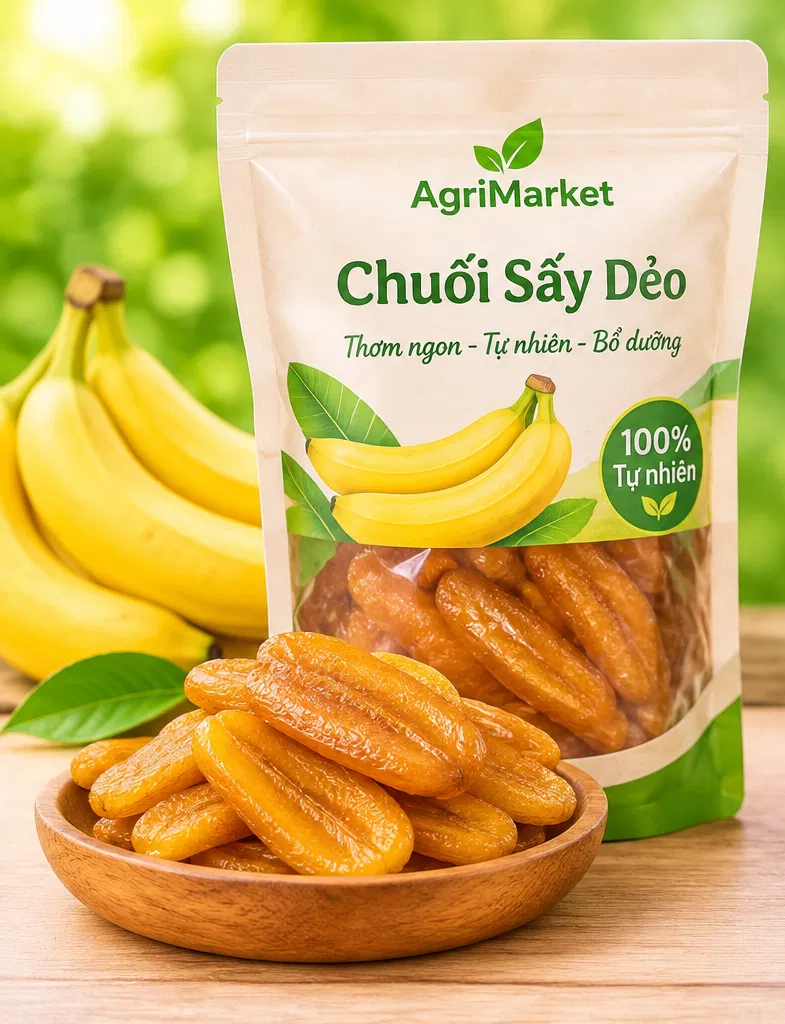 AgriMarket
Chuối Sấy Dẻo
Thơm ngon - Tự nhiên - Bổ dưỡng
100%
Tự nhiên